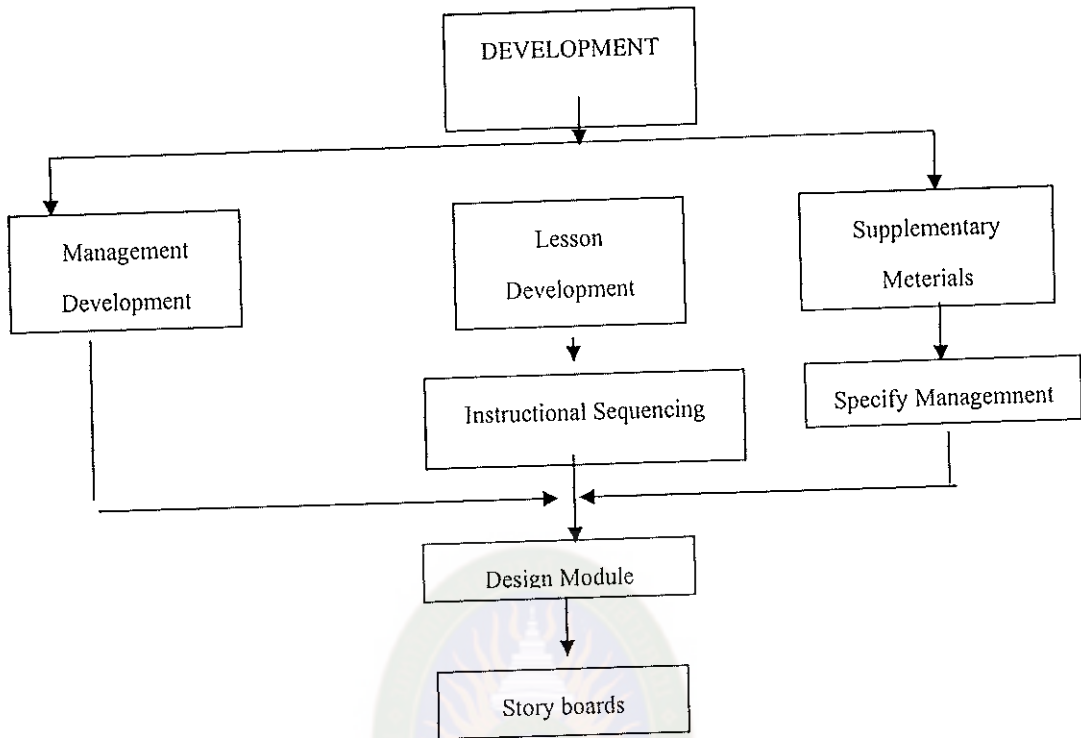 DEVELOPMENT
Management
Development
Lesson
Development
Supplementary
Meterials
Instructional Sequencing
Specify Managemnent
Design Module
Story boards